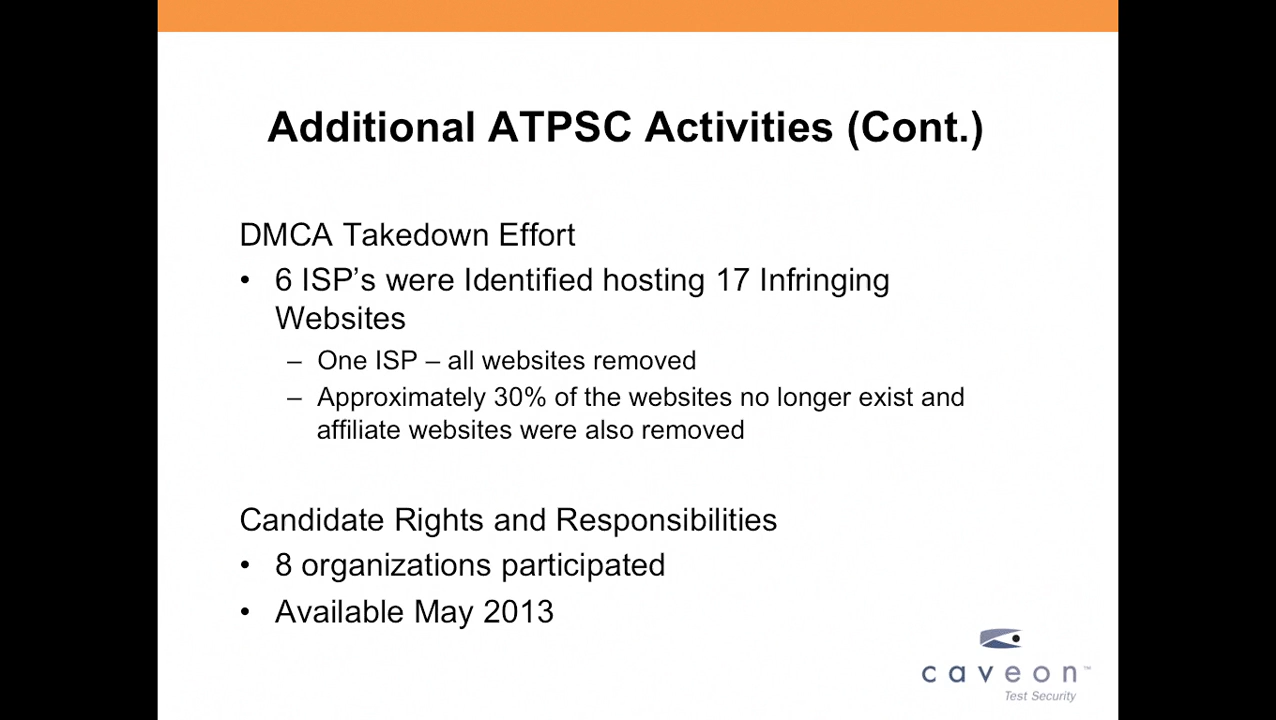 Additional ATPSC Activities (Cont.)
DMCA Takedown Effort
• 6 ISP’s were Identified hosting 17 Infringing
Websites
– One ISP – all websites removed
– Approximately 30% of the websites no longer exist and
affiliate websites were also removed
Candidate Rights and Responsibilities
• 8 organizations participated
• Available May 2013
caveon™
Test Security